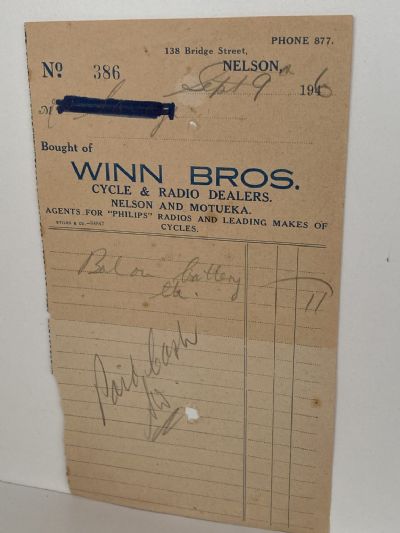 PHONE 877.
138 Bridge Street,
No. 386 NELSON, Sept 9 1946
M
Bought of
WINN BROS.
CYCLE & RADIO DEALERS.
NELSON AND MOTUEKA.
AGENTS FOR "PHILIPS" RADIOS AND LEADING MAKES OF
CYCLES.
Bal on battery
etc. 11
Paid Cash